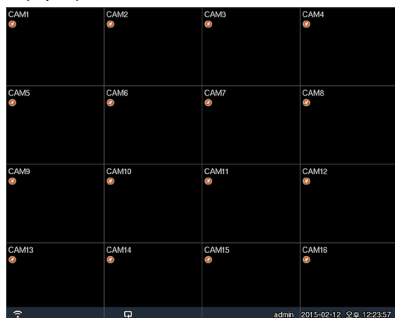 CAM1 CAM2 CAM3 CAM4
CAM5 CAM6 CAM7 CAM8
CAM9 CAM10 CAM11 CAM12
CAM13 CAM14 CAM15 CAM16
admin 2015-02-12 오후 12:23:57